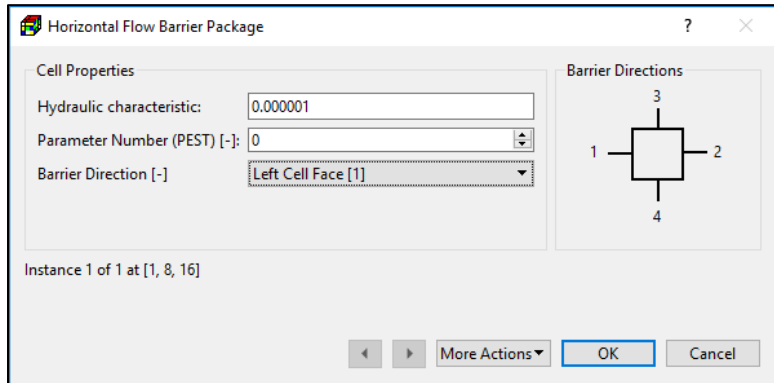 Horizontal Flow Barrier Package ?
Cell Properties
Hydraulic characteristic: 0.000001
Parameter Number (PEST) [-]: 0
Barrier Direction [-] Left Cell Face [1]
Barrier Directions
3
1 2
4
Instance 1 of 1 at [1, 8, 16]
More Actions OK Cancel